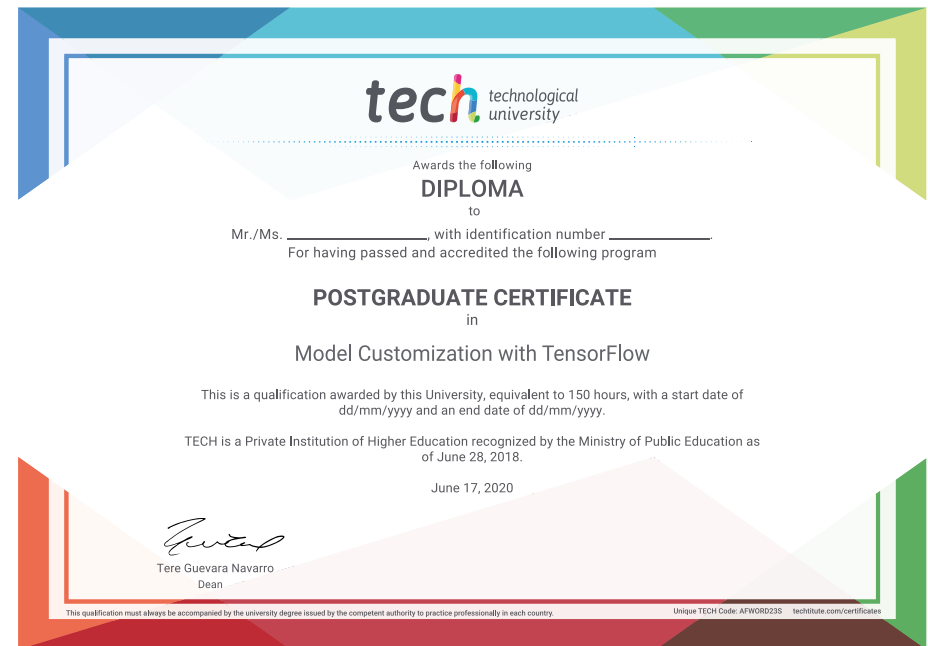 tech technological
university
Awards the following
DIPLOMA
to
Mr./Ms. ____________________, with identification number ______________.
For having passed and accredited the following program
POSTGRADUATE CERTIFICATE
in
Model Customization with TensorFlow
This is a qualification awarded by this University, equivalent to 150 hours, with a start date of
dd/mm/yyyy and an end date of dd/mm/yyyy.
TECH is a Private Institution of Higher Education recognized by the Ministry of Public Education as
of June 28, 2018.
June 17, 2020
Tere Guevara Navarro
Dean
This qualification must always be accompanied by the university degree issued by the competent authority to practice professionally in each country.
Unique TECH Code: AFWORD23S techtitute.com/certificates